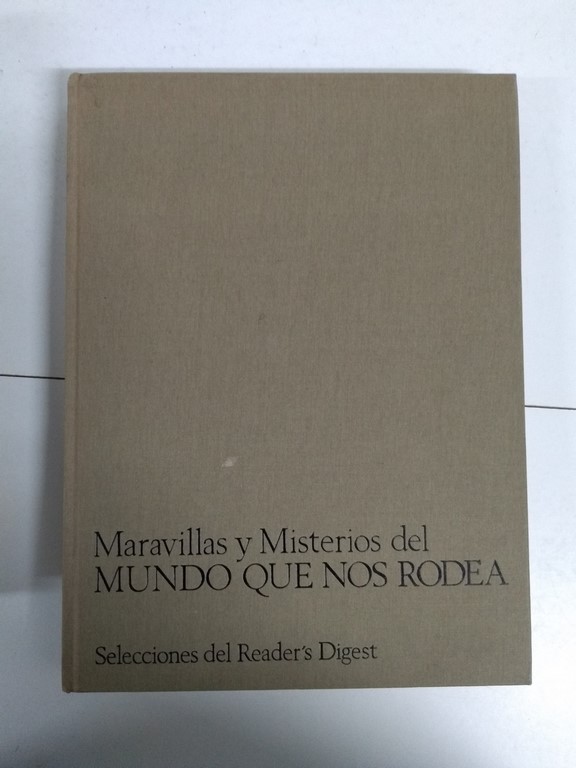 Maravillas y Misterios del
MUNDO QUE NOS RODEA
Selecciones del Reader's Digest